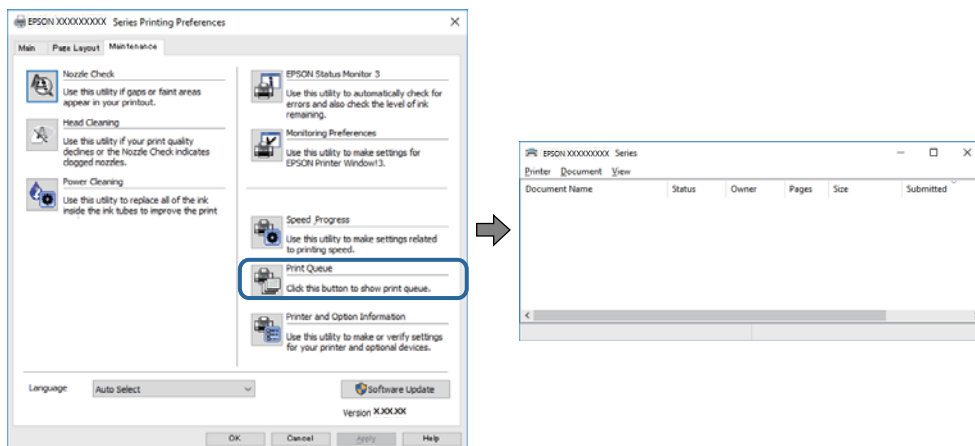 EPSON XXXXXXXXX Series Printing Preferences
Main Page Layout Maintenance
Nozzle Check
Use this utility if gaps or faint areas
appear in your printout.
Head Cleaning
Use this utility if your print quality
declines or the Nozzle Check indicates
clogged nozzles.
Power Cleaning
Use this utility to replace all of the ink
inside the ink tubes to improve the print
EPSON Status Monitor 3
Use this utility to automatically check for
errors and also check the level of ink
remaining.
Monitoring Preferences
Use this utility to make settings for
EPSON Printer Window!3.
Speed Progress
Use this utility to make settings related
to printing speed.
Print Queue
Click this button to show print queue.
Printer and Option Information
Use this utility to make or verify settings
for your printer and optional devices.
Language Auto Select
Software Update
Version X.XX.XX
OK Cancel Apply Help
EPSON XXXXXXXXX Series
Printer Document View
Document Name Status Owner Pages Size Submitted